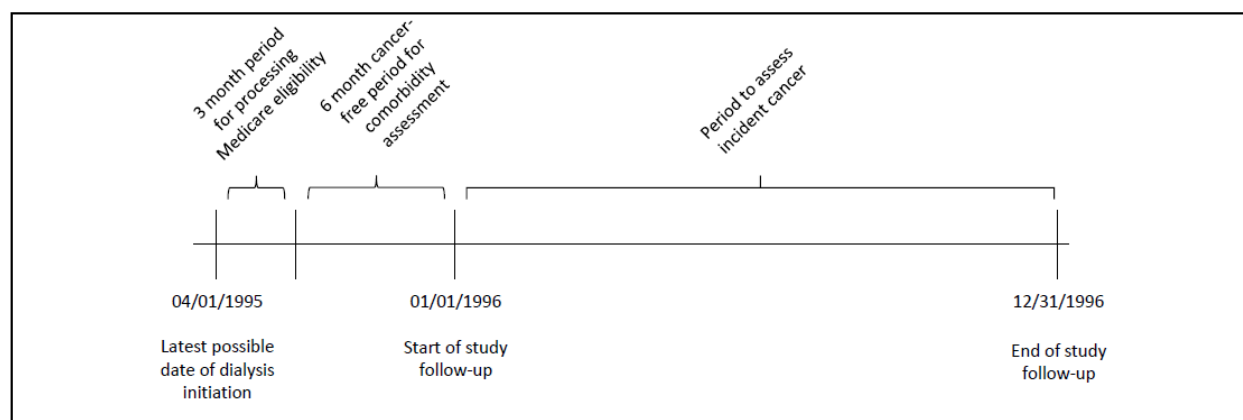 3 month period
for processing
Medicare eligibility
6 month cancer-
free period for
comorbidity
assessment
Period to assess
incident cancer
04/01/1995
01/01/1996
12/31/1996
Latest possible
date of dialysis
initiation
Start of study
follow-up
End of study
follow-up